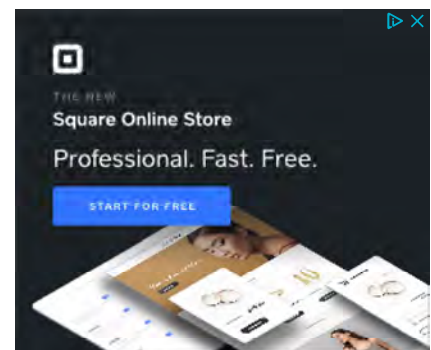 THE NEW
Square Online Store
Professional. Fast. Free.
START FOR FREE